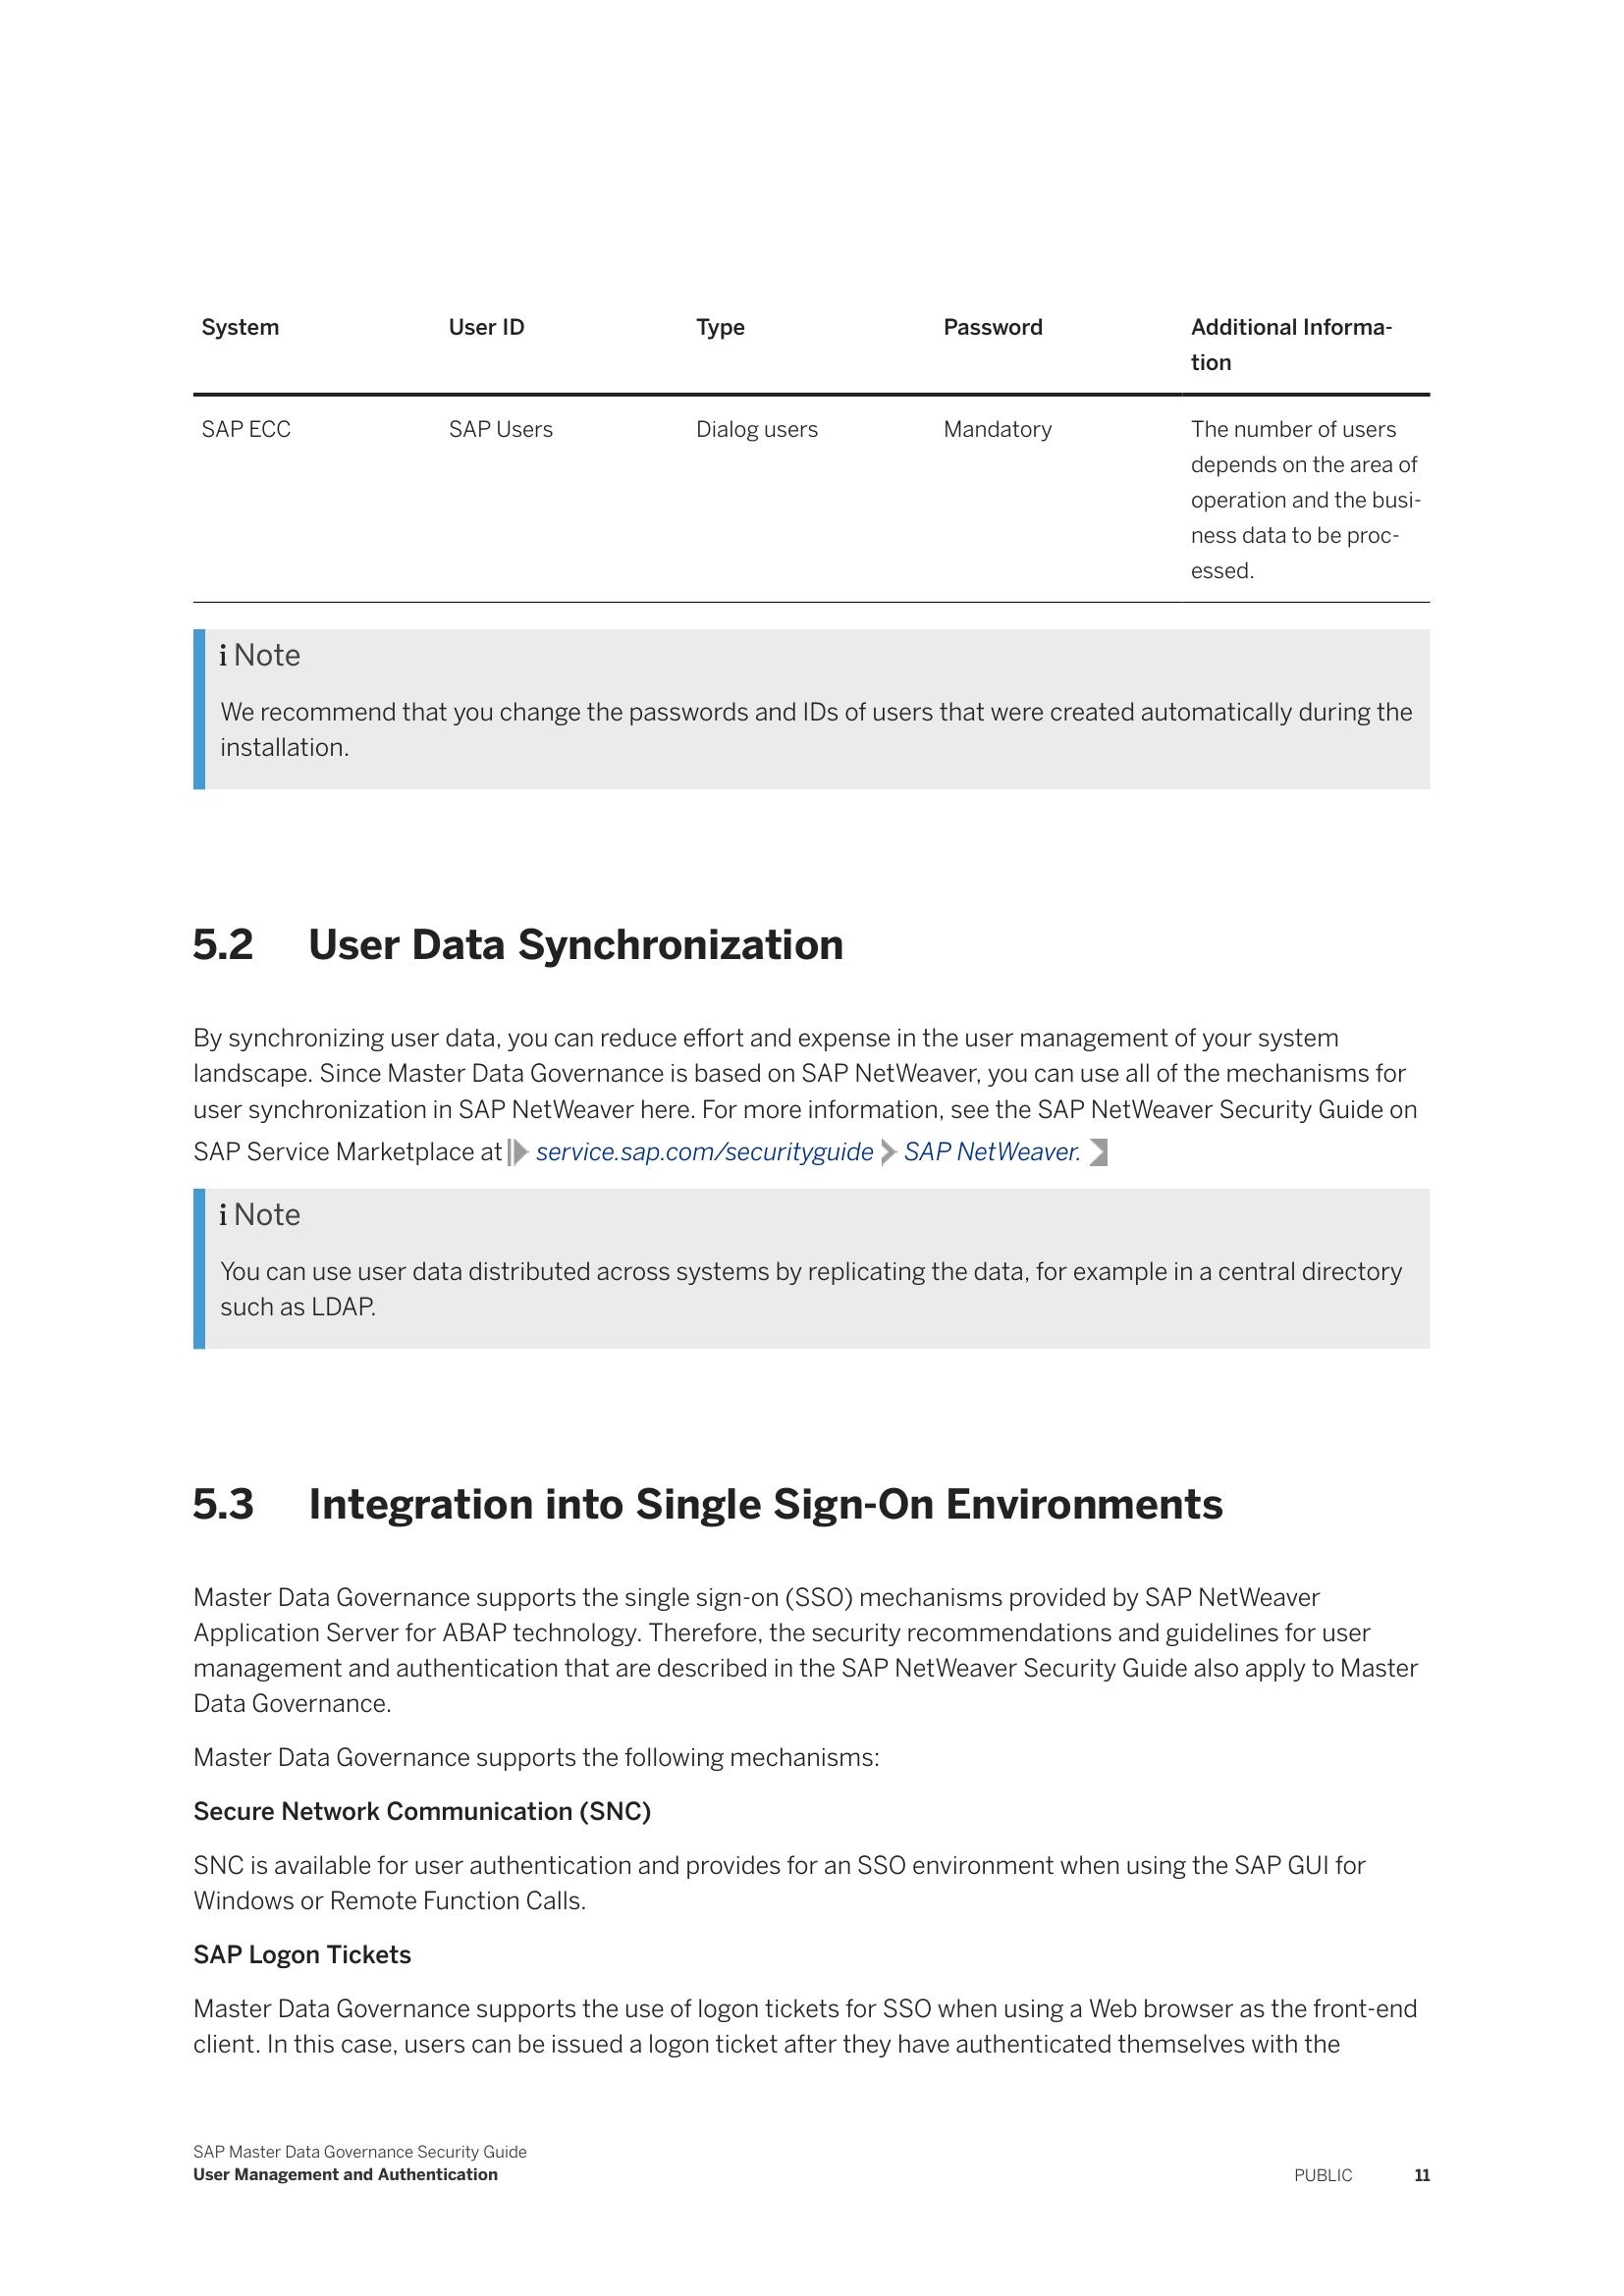 System User ID Type Password Additional Informa-
tion
SAP ECC SAP Users Dialog users Mandatory The number of users
depends on the area of
operation and the busi-
ness data to be proc-
essed.
i Note
We recommend that you change the passwords and IDs of users that were created automatically during the
installation.
5.2 User Data Synchronization
By synchronizing user data, you can reduce effort and expense in the user management of your system
landscape. Since Master Data Governance is based on SAP NetWeaver, you can use all of the mechanisms for
user synchronization in SAP NetWeaver here. For more information, see the SAP NetWeaver Security Guide on
SAP Service Marketplace at service.sap.com/securityguide SAP NetWeaver.
i Note
You can use user data distributed across systems by replicating the data, for example in a central directory
such as LDAP.
5.3 Integration into Single Sign-On Environments
Master Data Governance supports the single sign-on (SSO) mechanisms provided by SAP NetWeaver
Application Server for ABAP technology. Therefore, the security recommendations and guidelines for user
management and authentication that are described in the SAP NetWeaver Security Guide also apply to Master
Data Governance.
Master Data Governance supports the following mechanisms:
Secure Network Communication (SNC)
SNC is available for user authentication and provides for an SSO environment when using the SAP GUI for
Windows or Remote Function Calls.
SAP Logon Tickets
Master Data Governance supports the use of logon tickets for SSO when using a Web browser as the front-end
client. In this case, users can be issued a logon ticket after they have authenticated themselves with the
SAP Master Data Governance Security Guide
User Management and Authentication PUBLIC 11